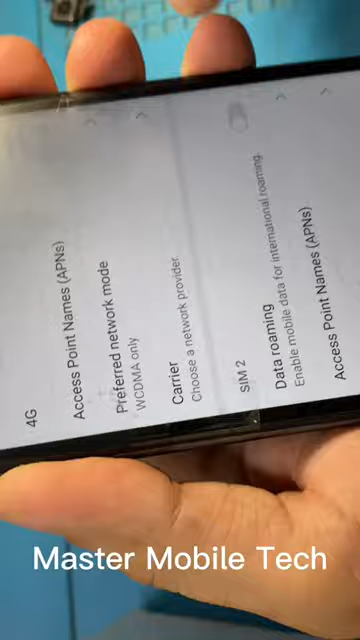 4G
Access Point Names (APNs)
Preferred network mode
WCDMA only
Carrier
Choose a network provider.
SIM 2
Data roaming
Enable mobile data for international roaming.
Access Point Names (APNs)
Master Mobile Tech